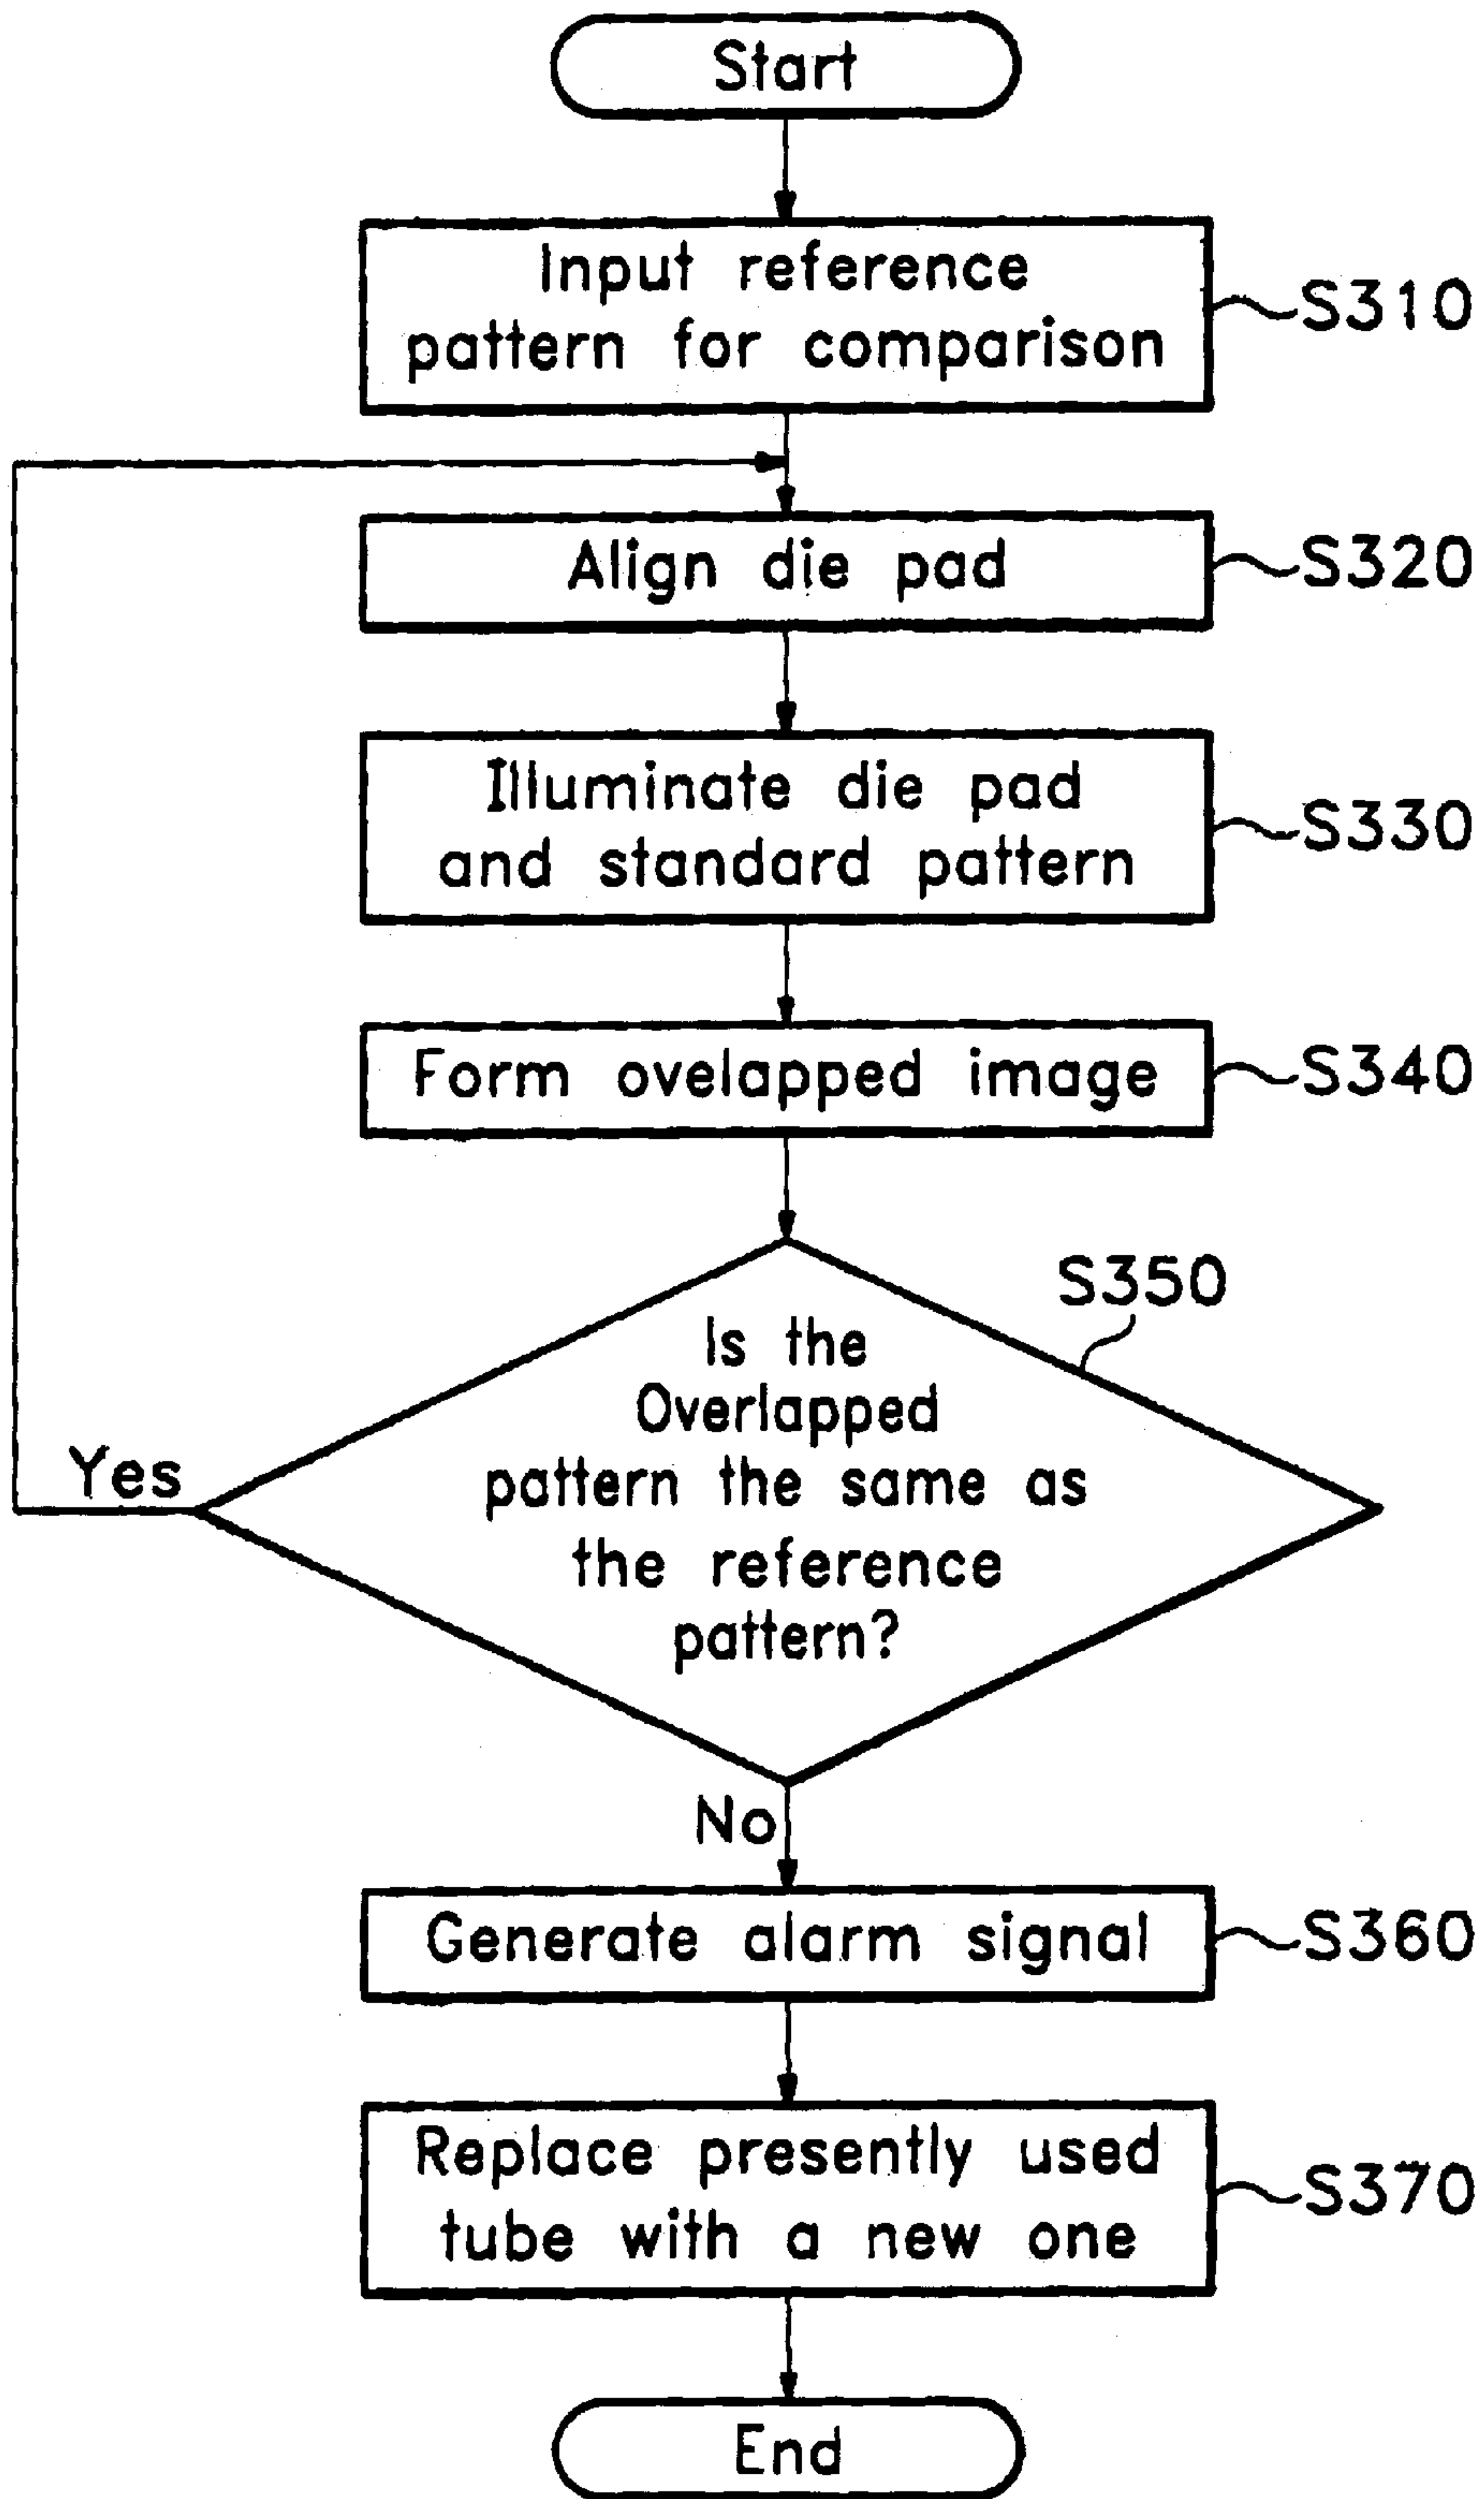 Start
Input reference
pattern for comparison
S310
Align die pad
S320
Illuminate die pad
and standard pattern
S330
Form ovelapped image
S340
S350
Is the
Overlapped
pattern the same as
the reference
pattern?
Yes
No
Generate alarm signal
S360
Replace presently used
tube with a new one
S370
End